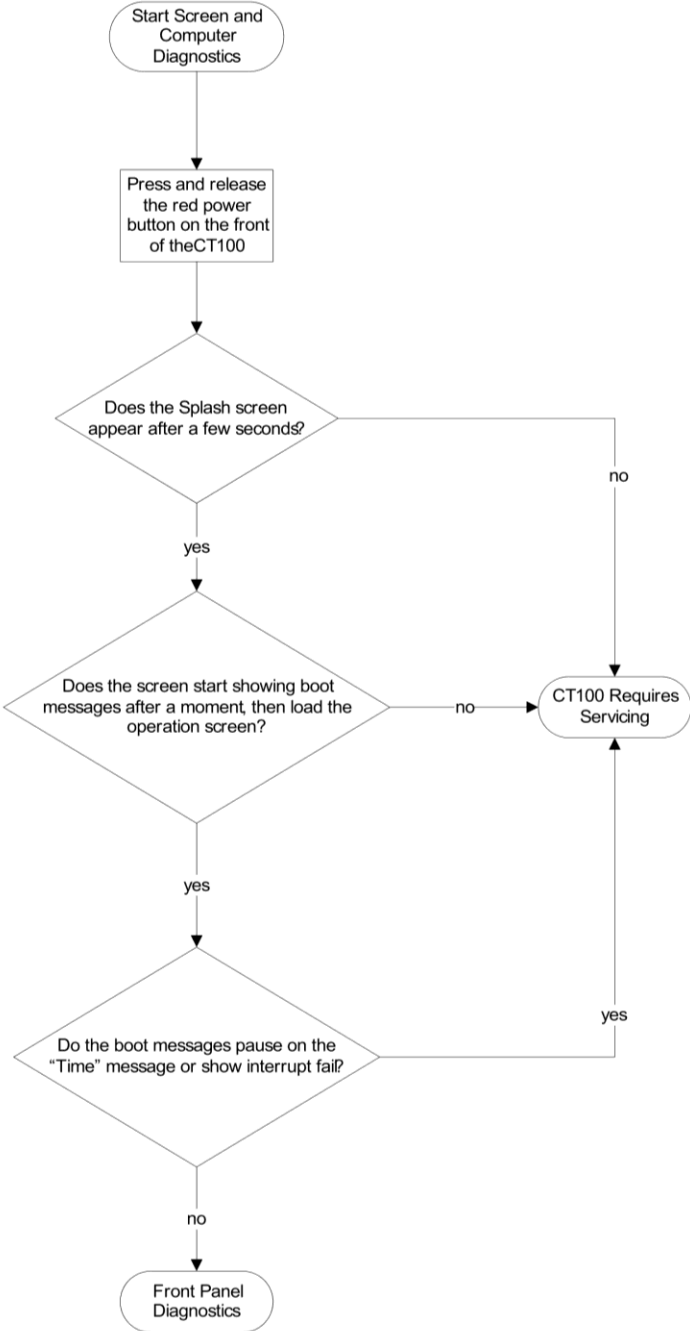 Start Screen and
Computer
Diagnostics
Press and release
the red power
button on the front
of theCT100
Does the Splash screen
appear after a few seconds?
no
yes
Does the screen start showing boot
messages after a moment, then load the
operation screen?
no
CT100 Requires
Servicing
yes
Do the boot messages pause on the
“Time” message or show interrupt fail?
yes
no
Front Panel
Diagnostics